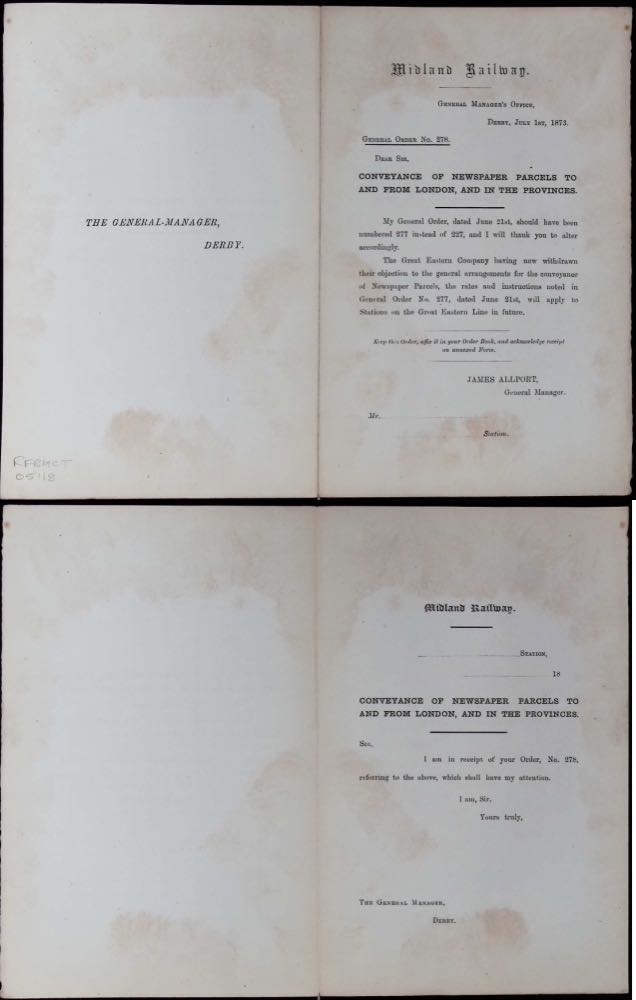 THE GENERAL-MANAGER,
DERBY.
RFBMCT
05118
Midland Railway.
GENERAL MANAGER'S OFFICE,
DERBY, JULY 1ST, 1873.
GENERAL ORDER No. 278.
DEAR SIR,
CONVEYANCE OF NEWSPAPER PARCELS TO
AND FROM LONDON, AND IN THE PROVINCES.
My General Order, dated June 21st, should have been
numbered 277 instead of 227, and I will thank you to alter
accordingly.
The Great Eastern Company having now withdrawn
their objection to the general arrangements for the conveyance
of Newspaper Parcels, the rates and instructions noted in
General Order No. 277, dated June 21st, will apply to
Stations on the Great Eastern Line in future.
Keep this Order, affix it in your Order Book, and acknowledge receipt
on annexed Form.
JAMES ALLPORT,
General Manager.
Mr.
Station.
Midland Railway.
STATION,
18
CONVEYANCE OF NEWSPAPER PARCELS TO
AND FROM LONDON, AND IN THE PROVINCES.
SIR,
I am in receipt of your Order, No. 278,
referring to the above, which shall have my attention.
I am, Sir,
Yours truly,
THE GENERAL MANAGER,
DERBY.